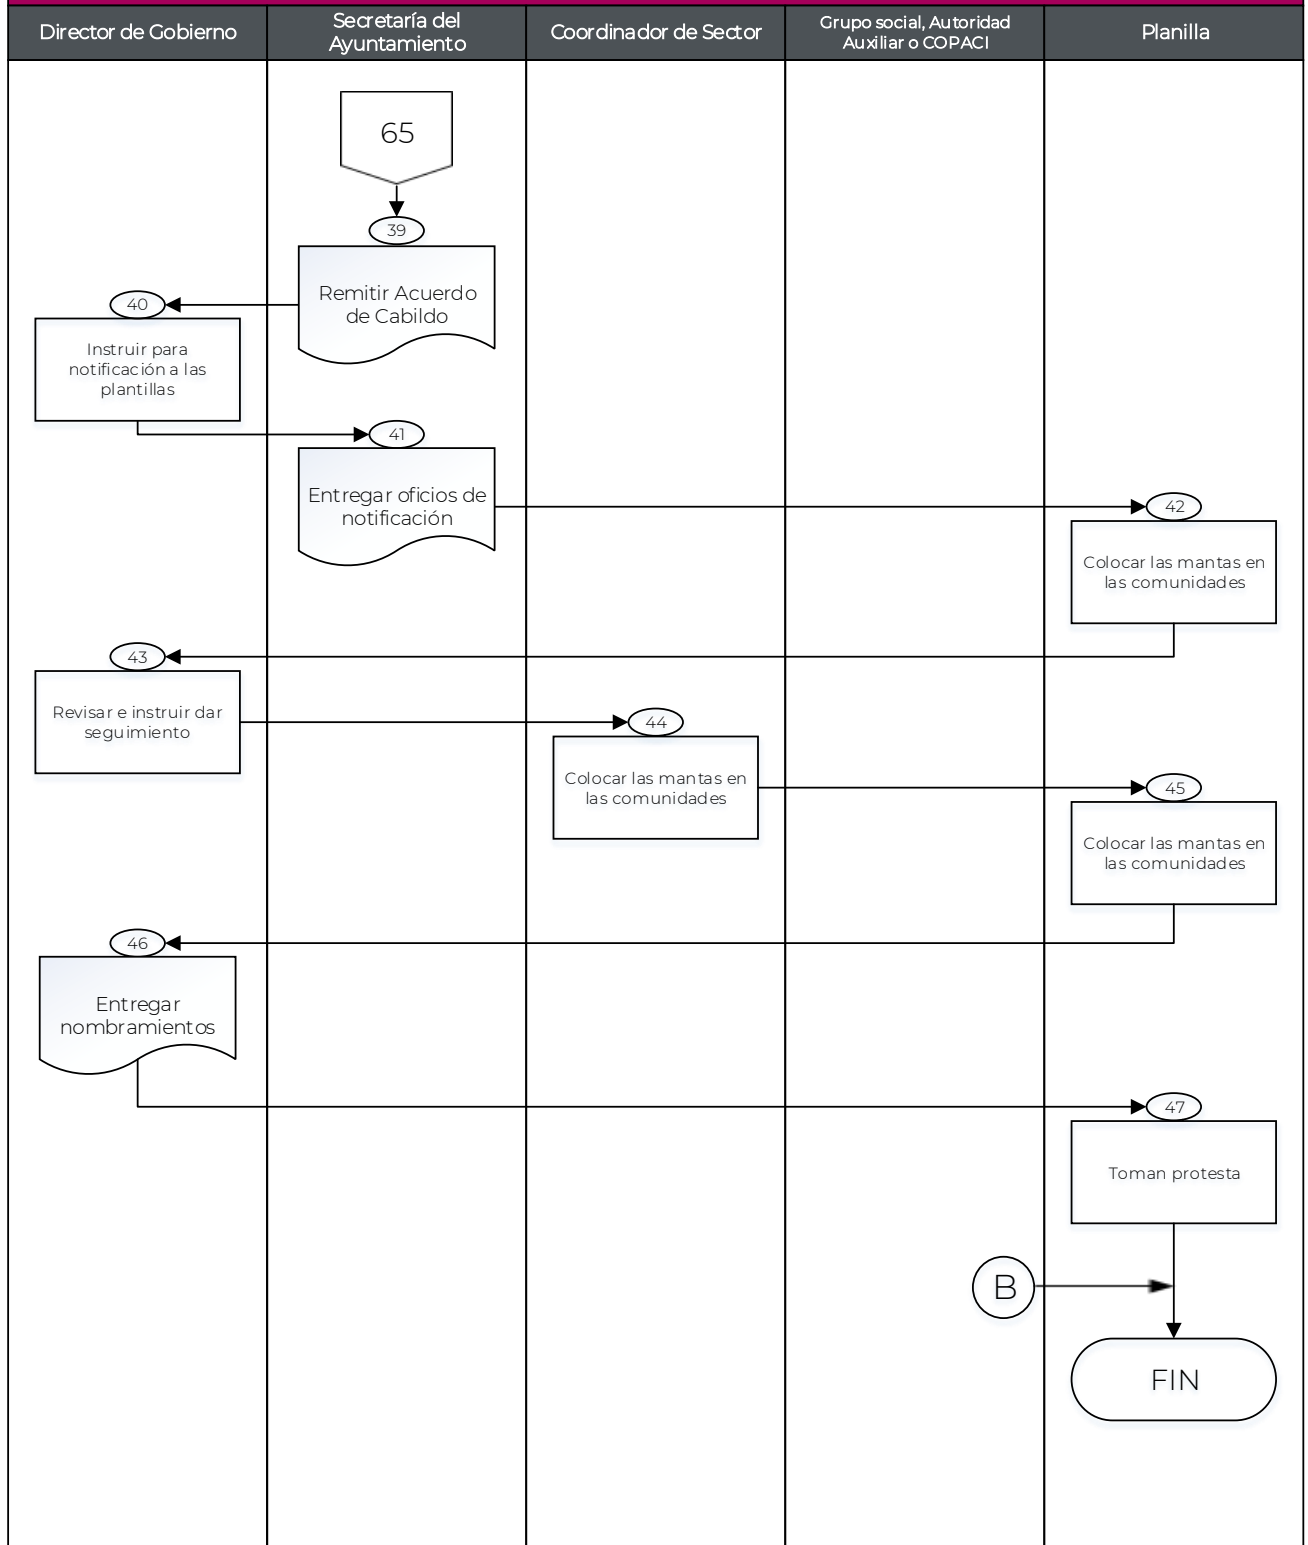 Director de Gobierno
Secretaría del
Ayuntamiento
Coordinador de Sector
Grupo social, Autoridad
Auxiliar o COPACI
Planilla
65
39
Remitir Acuerdo
de Cabildo
40
Instruir para
notificación a las
plantillas
41
Entregar oficios de
notificación
42
Colocar las mantas en
las comunidades
43
Revisar e instruir dar
seguimiento
44
Colocar las mantas en
las comunidades
45
Colocar las mantas en
las comunidades
46
Entregar
nombramientos
47
Toman protesta
B
FIN